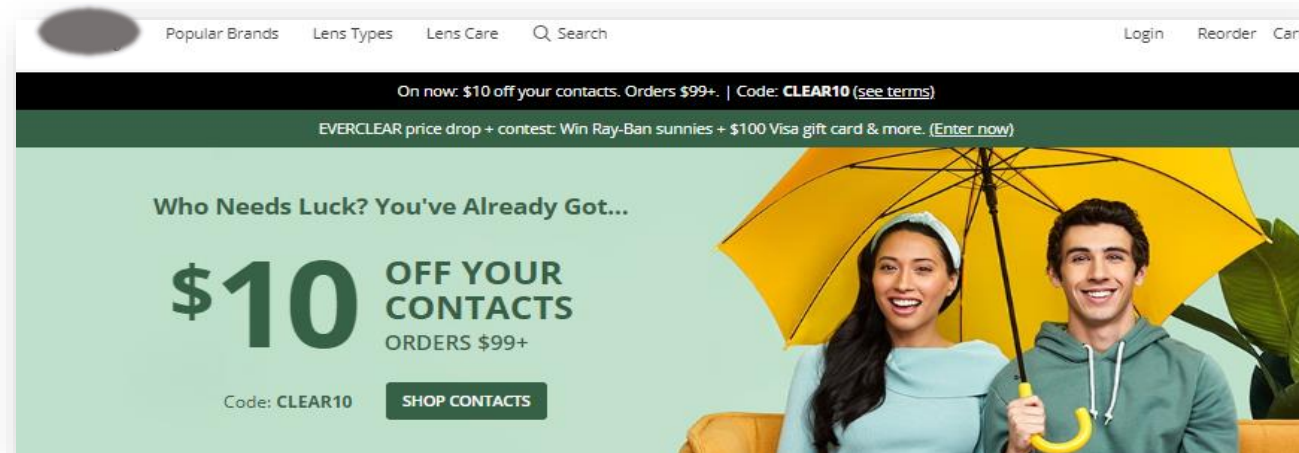 Popular Brands Lens Types Lens Care Search Login Reorder
On now: $10 off your contacts. Orders $99+. | Code: CLEAR10 (see terms)
EVERCLEAR price drop + contest: Win Ray-Ban sunnies + $100 Visa gift card & more. (Enter now)
Who Needs Luck? You've Already Got...
$10 OFF YOUR
CONTACTS
ORDERS $99+
Code: CLEAR10 SHOP CONTACTS